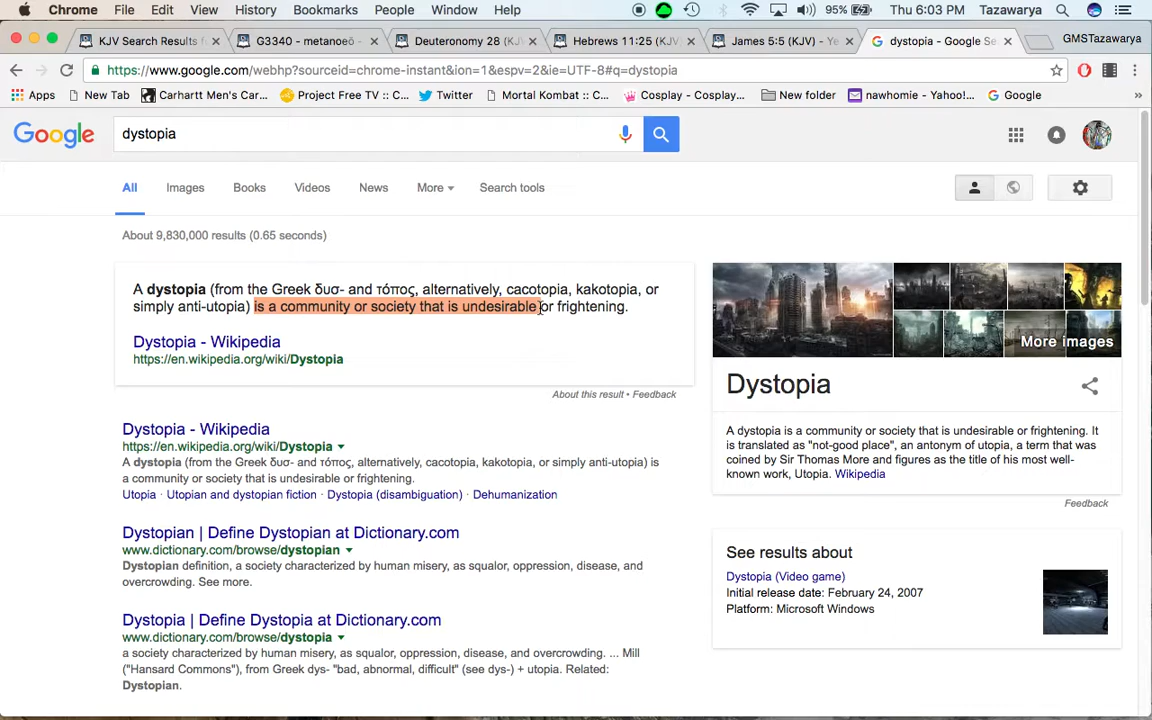 Chrome File Edit View History Bookmarks People Window Help 95% Thu 6:03 PM Tazawarya
KJV Search Results f G3340 - metanoeō - Deuteronomy 28 (KJV) - Hebrews 11:25 (KJV) - James 5:5 (KJV) - Ye dystopia - Google Se GMSTazawarya
https://www.google.com/webhp?sourceid=chrome-instant&ion=1&espv=2&ie=UTF-8#q=dystopia
Apps New Tab Carhartt Men's Car... Project Free TV :: C... Twitter Mortal Kombat :: C... Cosplay - Cosplay... New folder nawhomie - Yahoo!... Google »
Google dystopia
All Images Books Videos News More Search tools
About 9,830,000 results (0.65 seconds)
A dystopia (from the Greek δυσ- and τόπος, alternatively, cacotopia, kakotopia, or
simply anti-utopia) is a community or society that is undesirable or frightening.
Dystopia - Wikipedia
https://en.wikipedia.org/wiki/Dystopia
About this result • Feedback
Dystopia - Wikipedia
https://en.wikipedia.org/wiki/Dystopia
A dystopia (from the Greek δυσ- and τόπος, alternatively, cacotopia, kakotopia, or simply anti-utopia) is
a community or society that is undesirable or frightening.
Utopia · Utopian and dystopian fiction · Dystopia (disambiguation) · Dehumanization
Dystopian | Define Dystopian at Dictionary.com
www.dictionary.com/browse/dystopian
Dystopian definition, a society characterized by human misery, as squalor, oppression, disease, and
overcrowding. See more.
Dystopia | Define Dystopia at Dictionary.com
www.dictionary.com/browse/dystopia
a society characterized by human misery, as squalor, oppression, disease, and overcrowding. ... Mill
("Hansard Commons"), from Greek dys- "bad, abnormal, difficult" (see dys-) + utopia. Related:
Dystopian.
More images
Dystopia
A dystopia is a community or society that is undesirable or frightening. It
is translated as "not-good place", an antonym of utopia, a term that was
coined by Sir Thomas More and figures as the title of his most well-
known work, Utopia. Wikipedia
Feedback
See results about
Dystopia (Video game)
Initial release date: February 24, 2007
Platform: Microsoft Windows